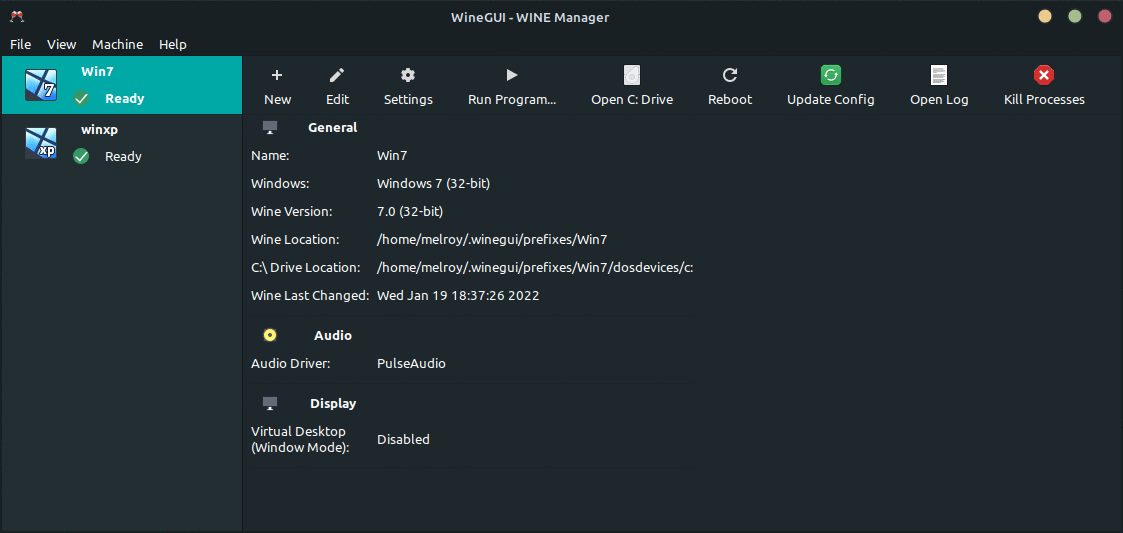 WineGUI - WINE Manager
File View Machine Help
Win7
7
Ready
winxp
xp
Ready
New Edit Settings Run Program... Open C: Drive Reboot Update Config Open Log Kill Processes
General
Name: Win7
Windows: Windows 7 (32-bit)
Wine Version: 7.0 (32-bit)
Wine Location: /home/melroy/.winegui/prefixes/Win7
C:\ Drive Location: /home/melroy/.winegui/prefixes/Win7/dosdevices/c:
Wine Last Changed: Wed Jan 19 18:37:26 2022
Audio
Audio Driver: PulseAudio
Display
Virtual Desktop
(Window Mode): Disabled